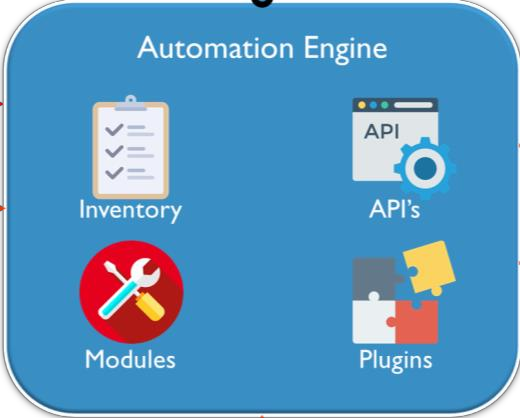 Automation Engine
API
Inventory
API's
Modules
Plugins